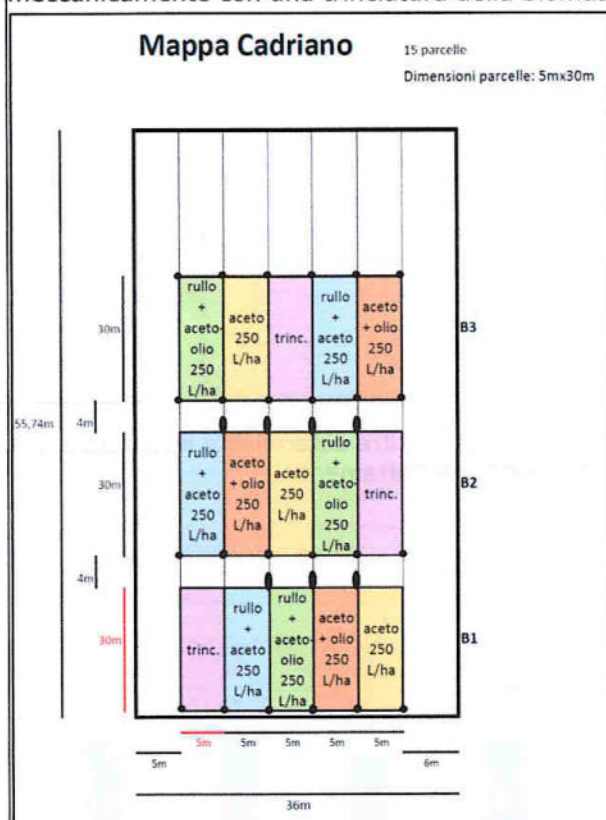 Mappa Cadriano
15 parcelle
Dimensioni parcelle: 5mx30m
rullo
+
aceto-
olio
250
L/ha
aceto
250
L/ha
trinc.
rullo
+
aceto
250
L/ha
aceto
+ olio
250
L/ha
30m
B3
55,74m
4m
rullo
+
aceto
250
L/ha
aceto
+ olio
250
L/ha
aceto
250
L/ha
rullo
+
aceto-
olio
250
L/ha
trinc.
30m
B2
4m
trinc.
rullo
+
aceto
250
L/ha
rullo
+
aceto-
olio
250
L/ha
aceto
+ olio
250
L/ha
aceto
250
L/ha
30m
B1
5m
5m
5m
5m
5m
5m
6m
36m